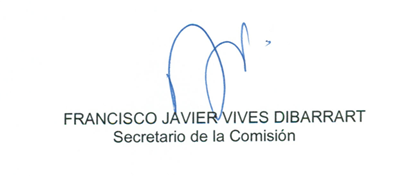 FRANCISCO JAVIER VIVES DIBARRART
Secretario de la Comisión